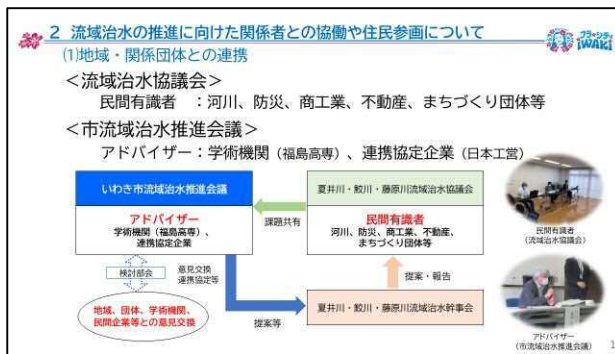 2 流域治水の推進に向けた関係者との協働や住民参画について
フラシティ
IWAKI
(1)地域・関係団体との連携
<流域治水協議会>
民間有識者 :河川、防災、商工業、不動産、まちづくり団体等
<市流域治水推進会議>
アドバイザー:学術機関(福島高専)、連携協定企業(日本工営)
いわき市流域治水推進会議
アドバイザー
学術機関(福島高専)、
連携協定企業
検討部会
意見交換
連携協定等
地域、団体、学術機関、
民間企業等との意見交換
課題共有
提案等
夏井川・鮫川・藤原川流域治水協議会
民間有識者
河川、防災、商工業、不動産、
まちづくり団体等
提案・報告
夏井川・鮫川・藤原川流域治水幹事会
民間有識者
(流域治水協議会)
アドバイザー
(市流域治水推進会議)
1